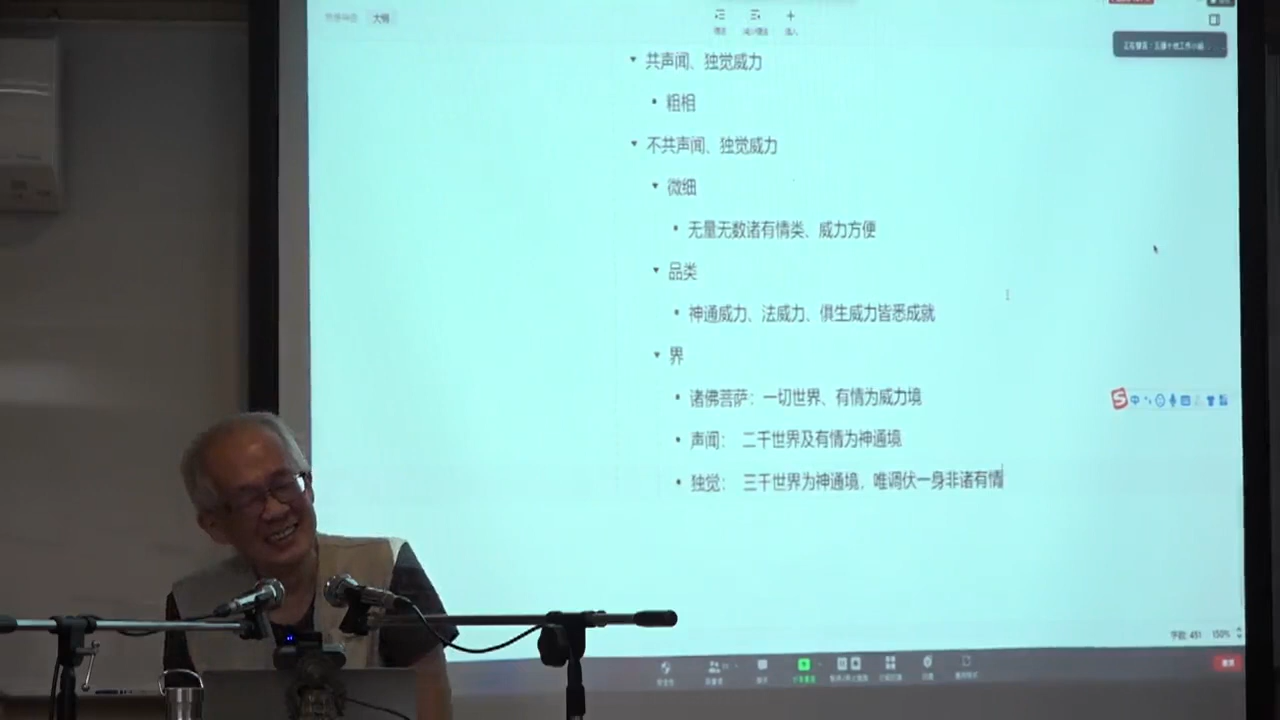 大纲
共声闻、独觉威力
粗相
不共声闻、独觉威力
微细
无量无数诸有情类、威力方便
品类
神通威力、法威力、俱生威力皆悉成就
界
诸佛菩萨：一切世界、有情为威力境
声闻： 二千世界及有情为神通境
独觉： 三千世界为神通境，唯调伏一身非诸有情
中
150%